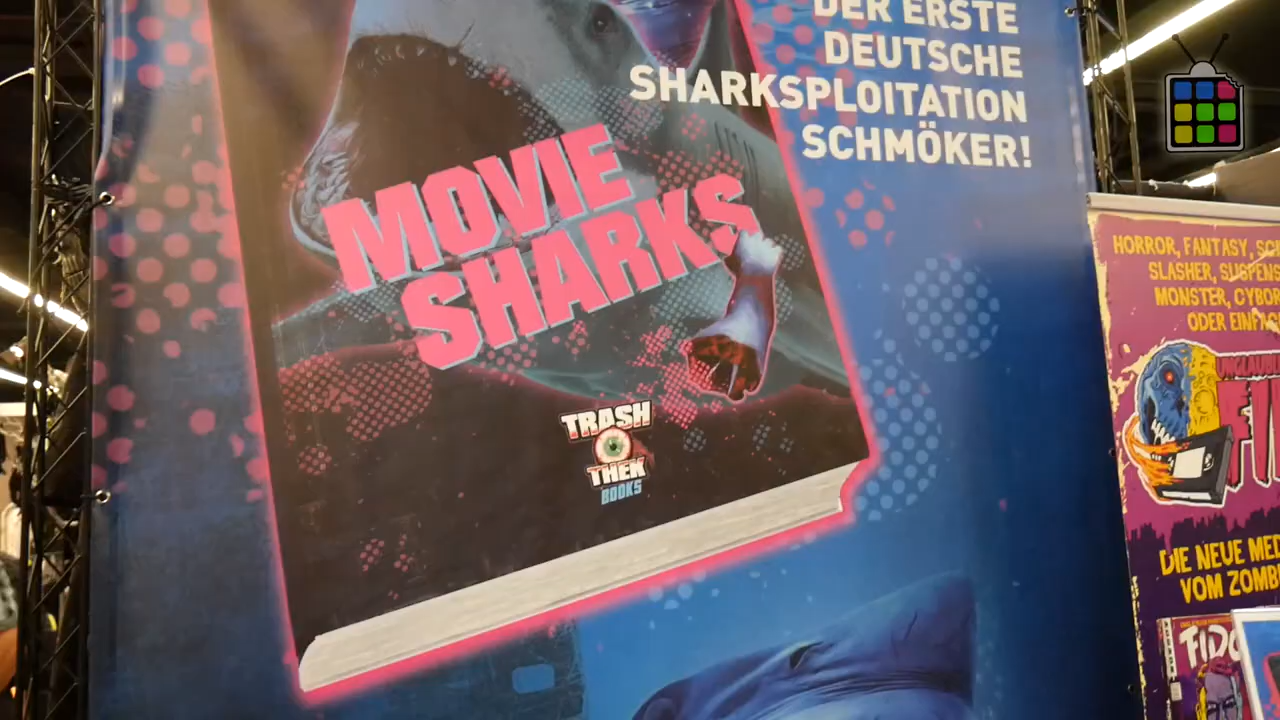 DER ERSTE
DEUTSCHE
SHARKSPLOITATION
SCHMÖKER!
MOVIE
SHARKS
TRASH
THEK
BOOKS
HORROR, FANTASY,
SLASHER,
MONSTER,
ODER
DIE NEUE
VOM